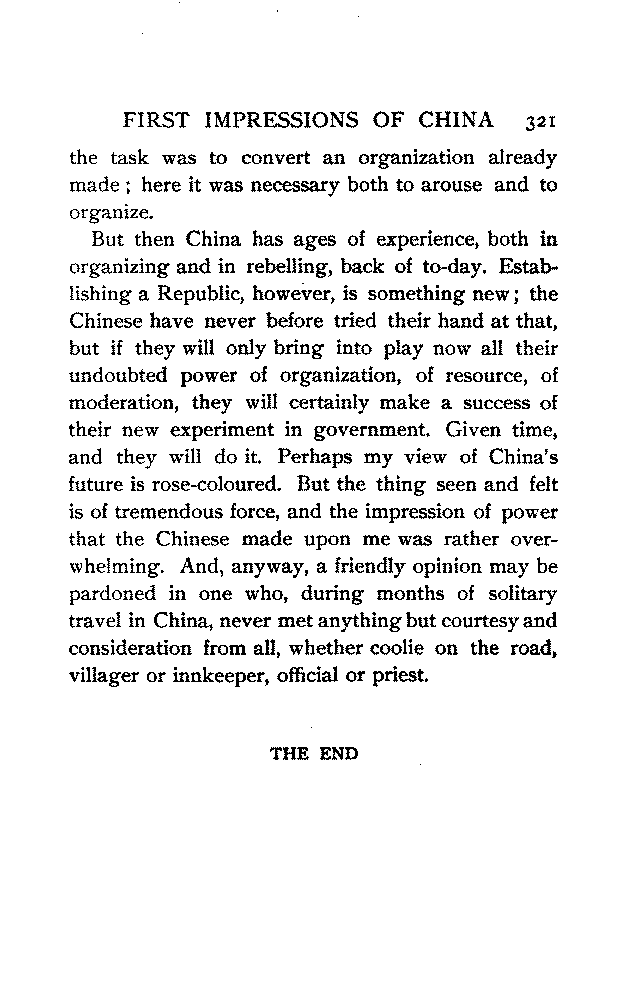 FIRST IMPRESSIONS OF CHINA 321
the task was to convert an organization already
made ; here it was necessary both to arouse and to
organize.
But then China has ages of experience, both in
organizing and in rebelling, back of to-day. Estab-
lishing a Republic, however, is something new ; the
Chinese have never before tried their hand at that,
but if they will only bring into play now all their
undoubted power of organization, of resource, of
moderation, they will certainly make a success of
their new experiment in government. Given time,
and they will do it. Perhaps my view of China's
future is rose-coloured. But the thing seen and felt
is of tremendous force, and the impression of power
that the Chinese made upon me was rather over-
whelming. And, anyway, a friendly opinion may be
pardoned in one who, during months of solitary
travel in China, never met anything but courtesy and
consideration from all, whether coolie on the road,
villager or innkeeper, official or priest.
THE END